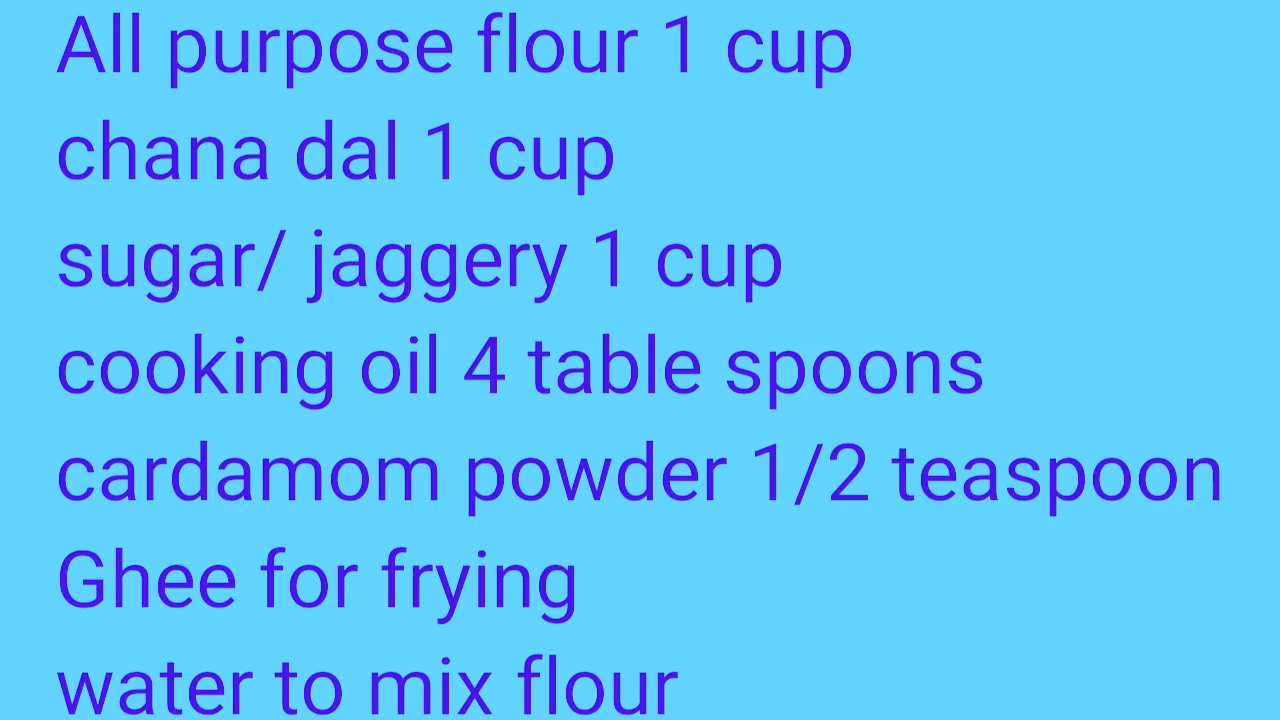 All purpose flour 1 cup
chana dal 1 cup
sugar/ jaggery 1 cup
cooking oil 4 table spoons
cardamom powder 1/2 teaspoon
Ghee for frying
water to mix flour